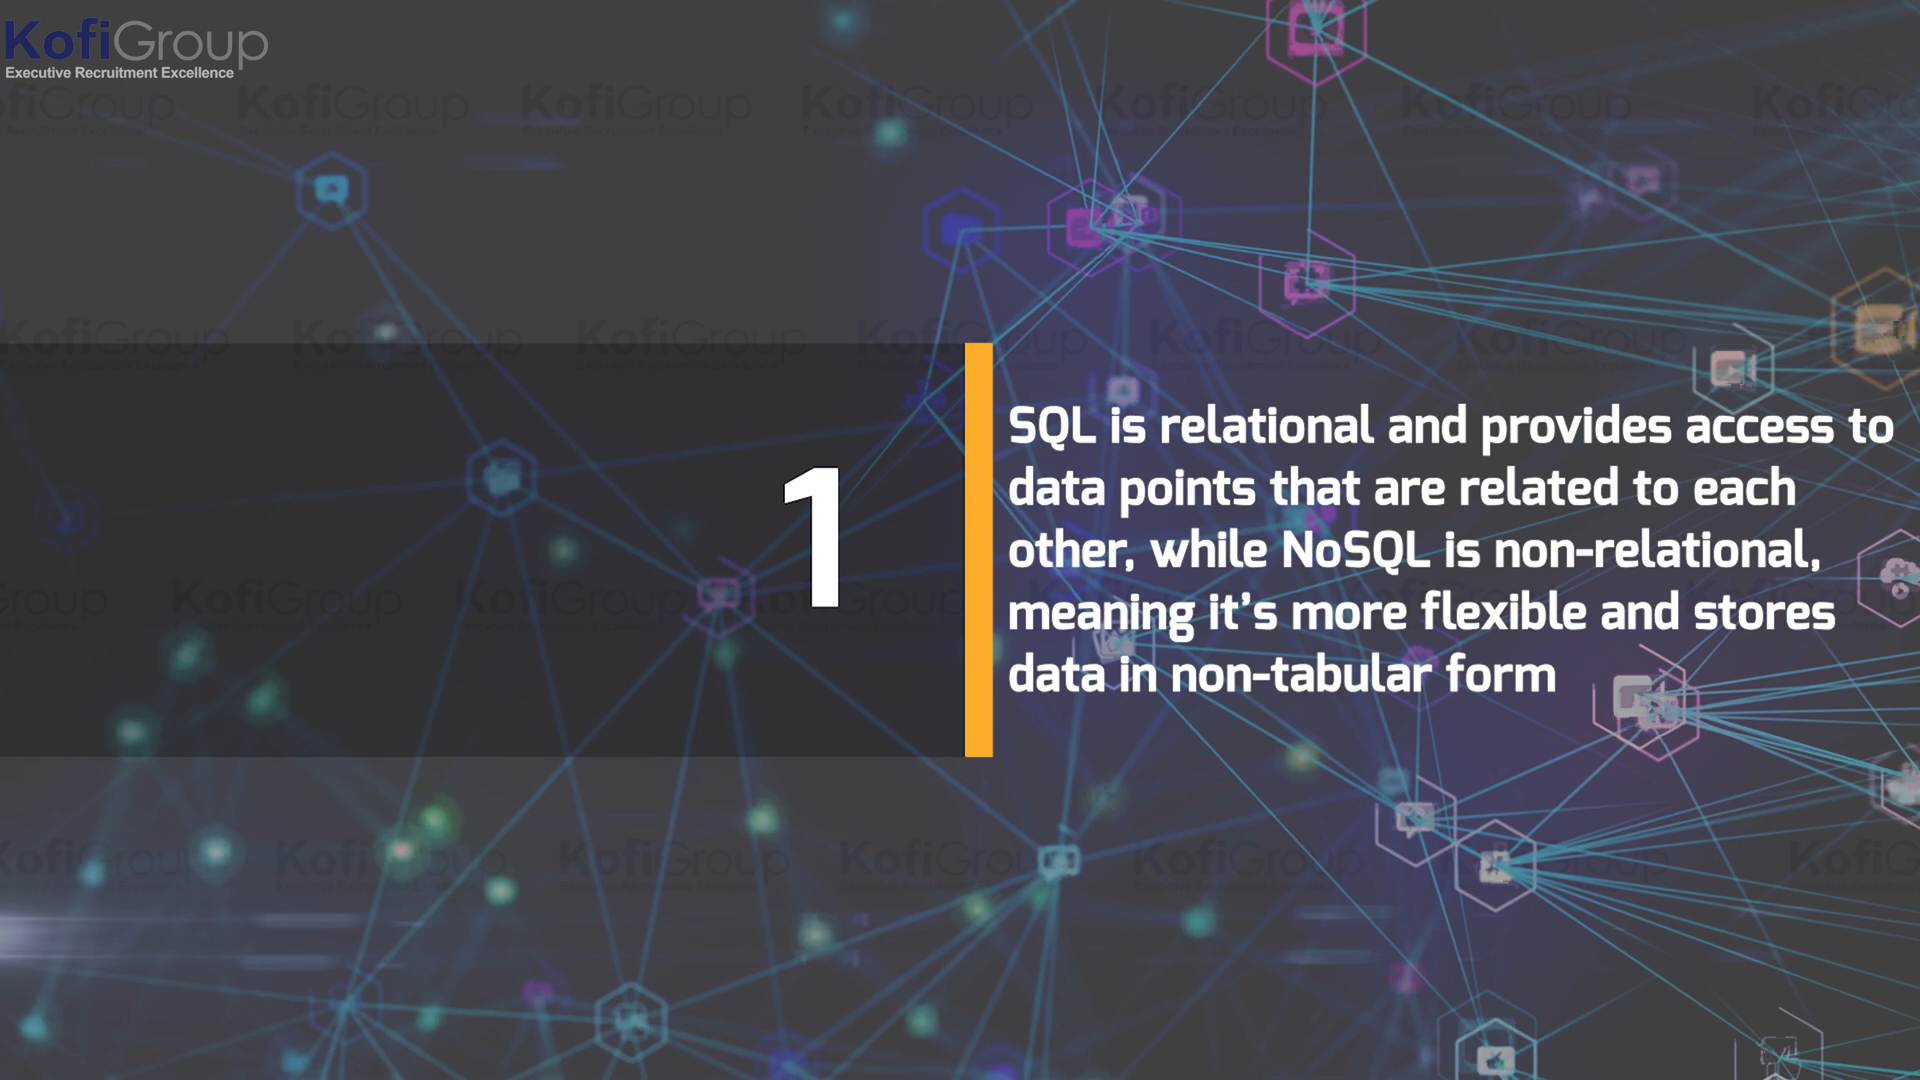 KofiGroup
Executive Recruitment Excellence
1
SQL is relational and provides access to
data points that are related to each
other, while NoSQL is non-relational,
meaning it's more flexible and stores
data in non-tabular form